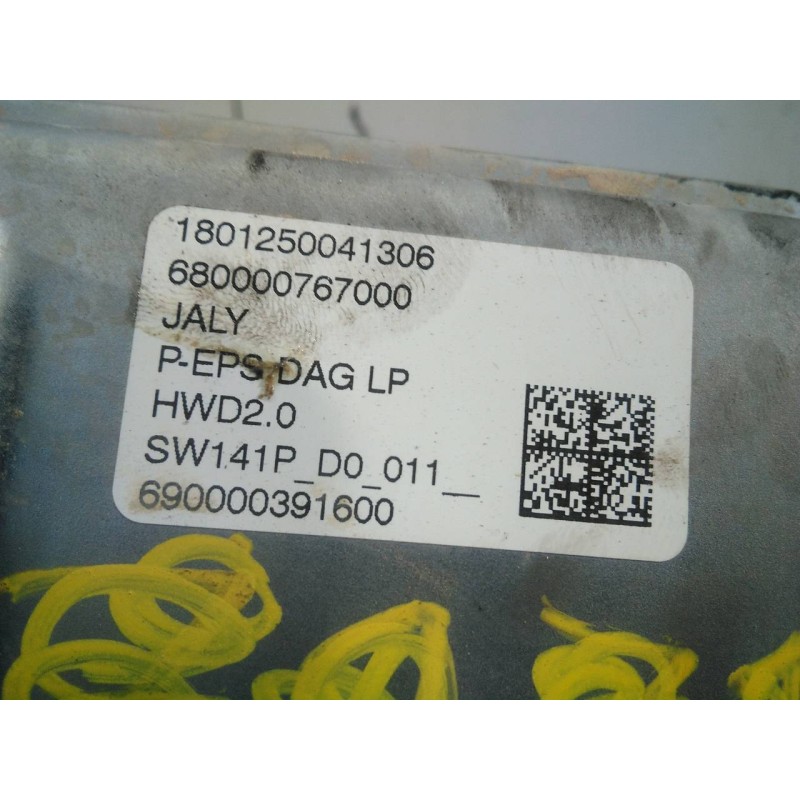 1801250041306
680000767000
JALY
P-EPS DAG LP
HWD2.0
SW141P_D0_011__
690000391600